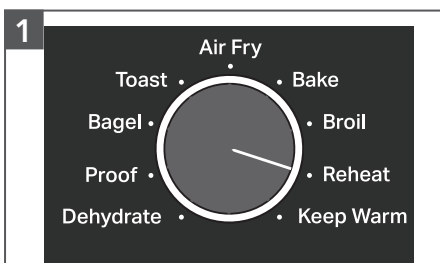 1
Air Fry
Toast Bake
Bagel Broil
Proof Reheat
Dehydrate Keep Warm